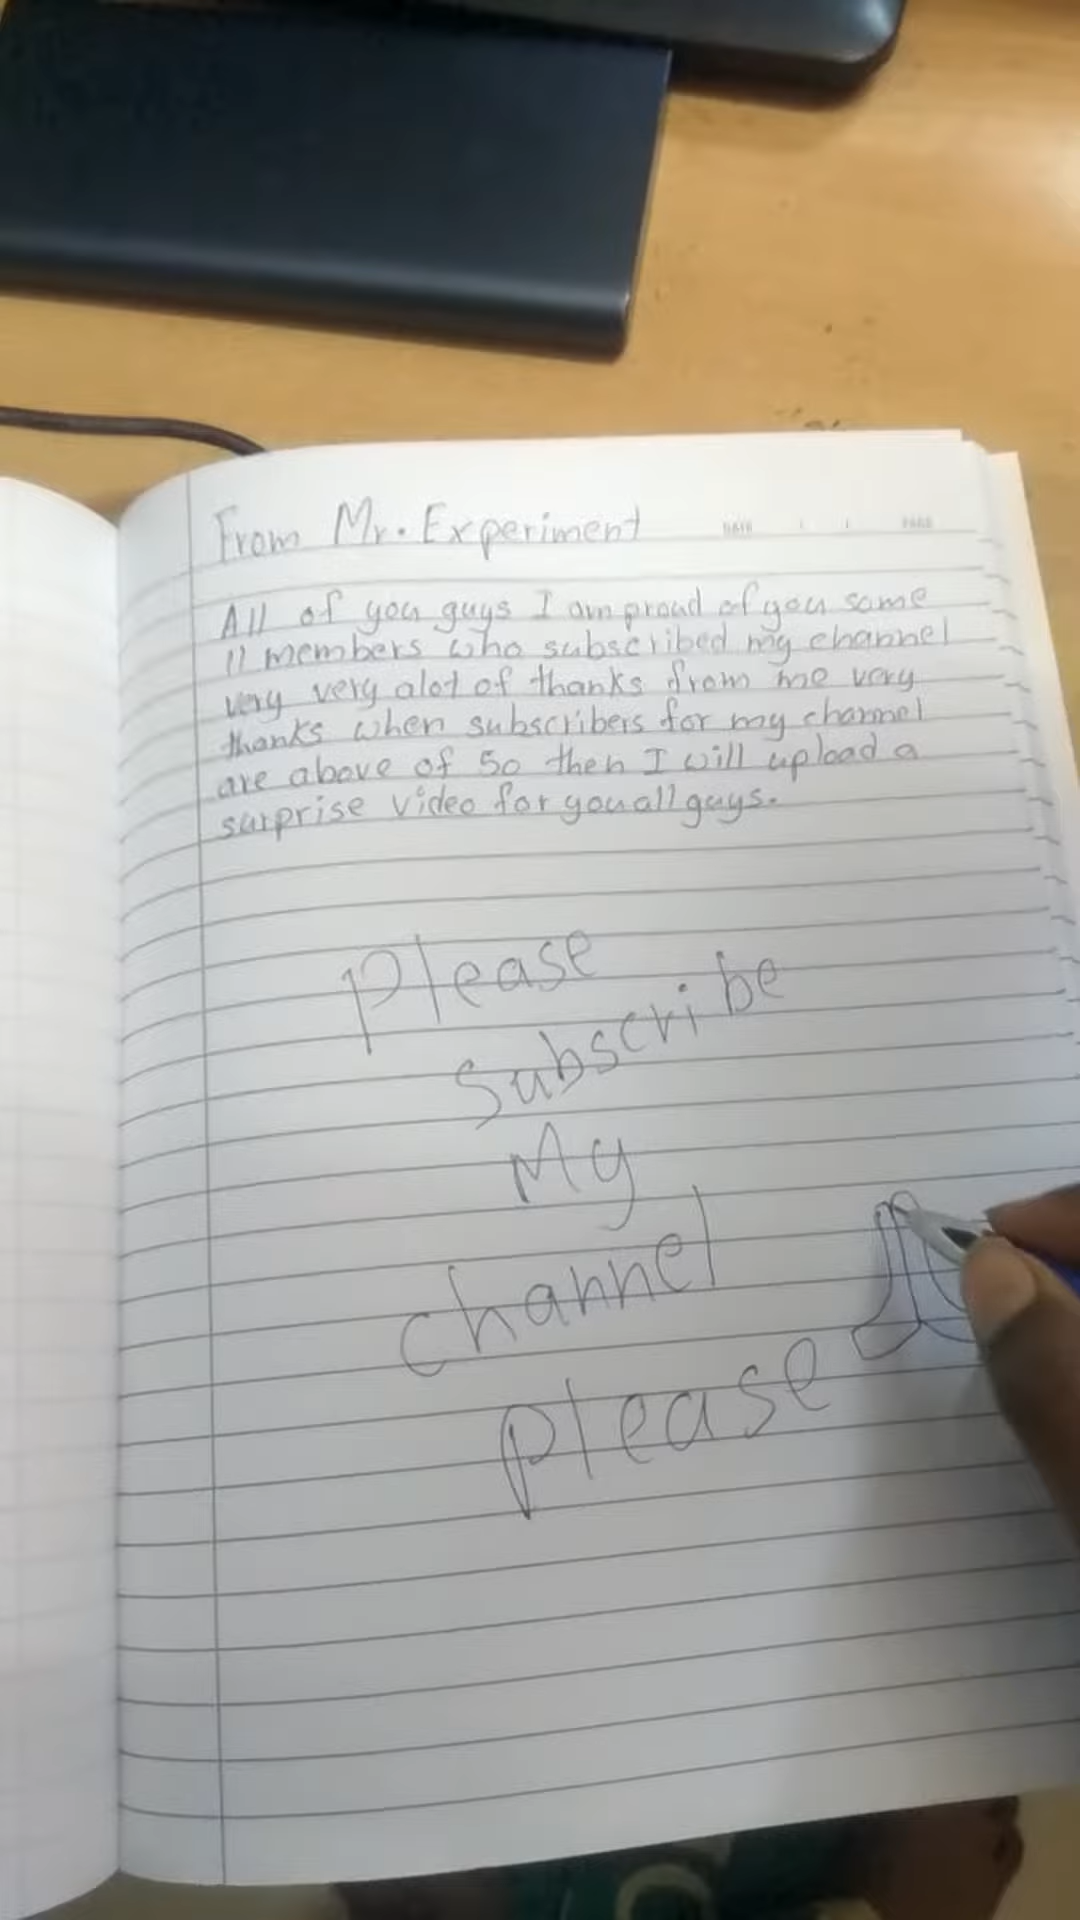 From Mr. Experiment
DATE
PAGE
All of you guys I am proud of you some
11 members who subscribed my channel
very very alot of thanks from me very
thanks when subscribers for my channel
are above of 50 then I will upload a
surprise video for you all guys.
Please
Subscribe
My
channel
Please